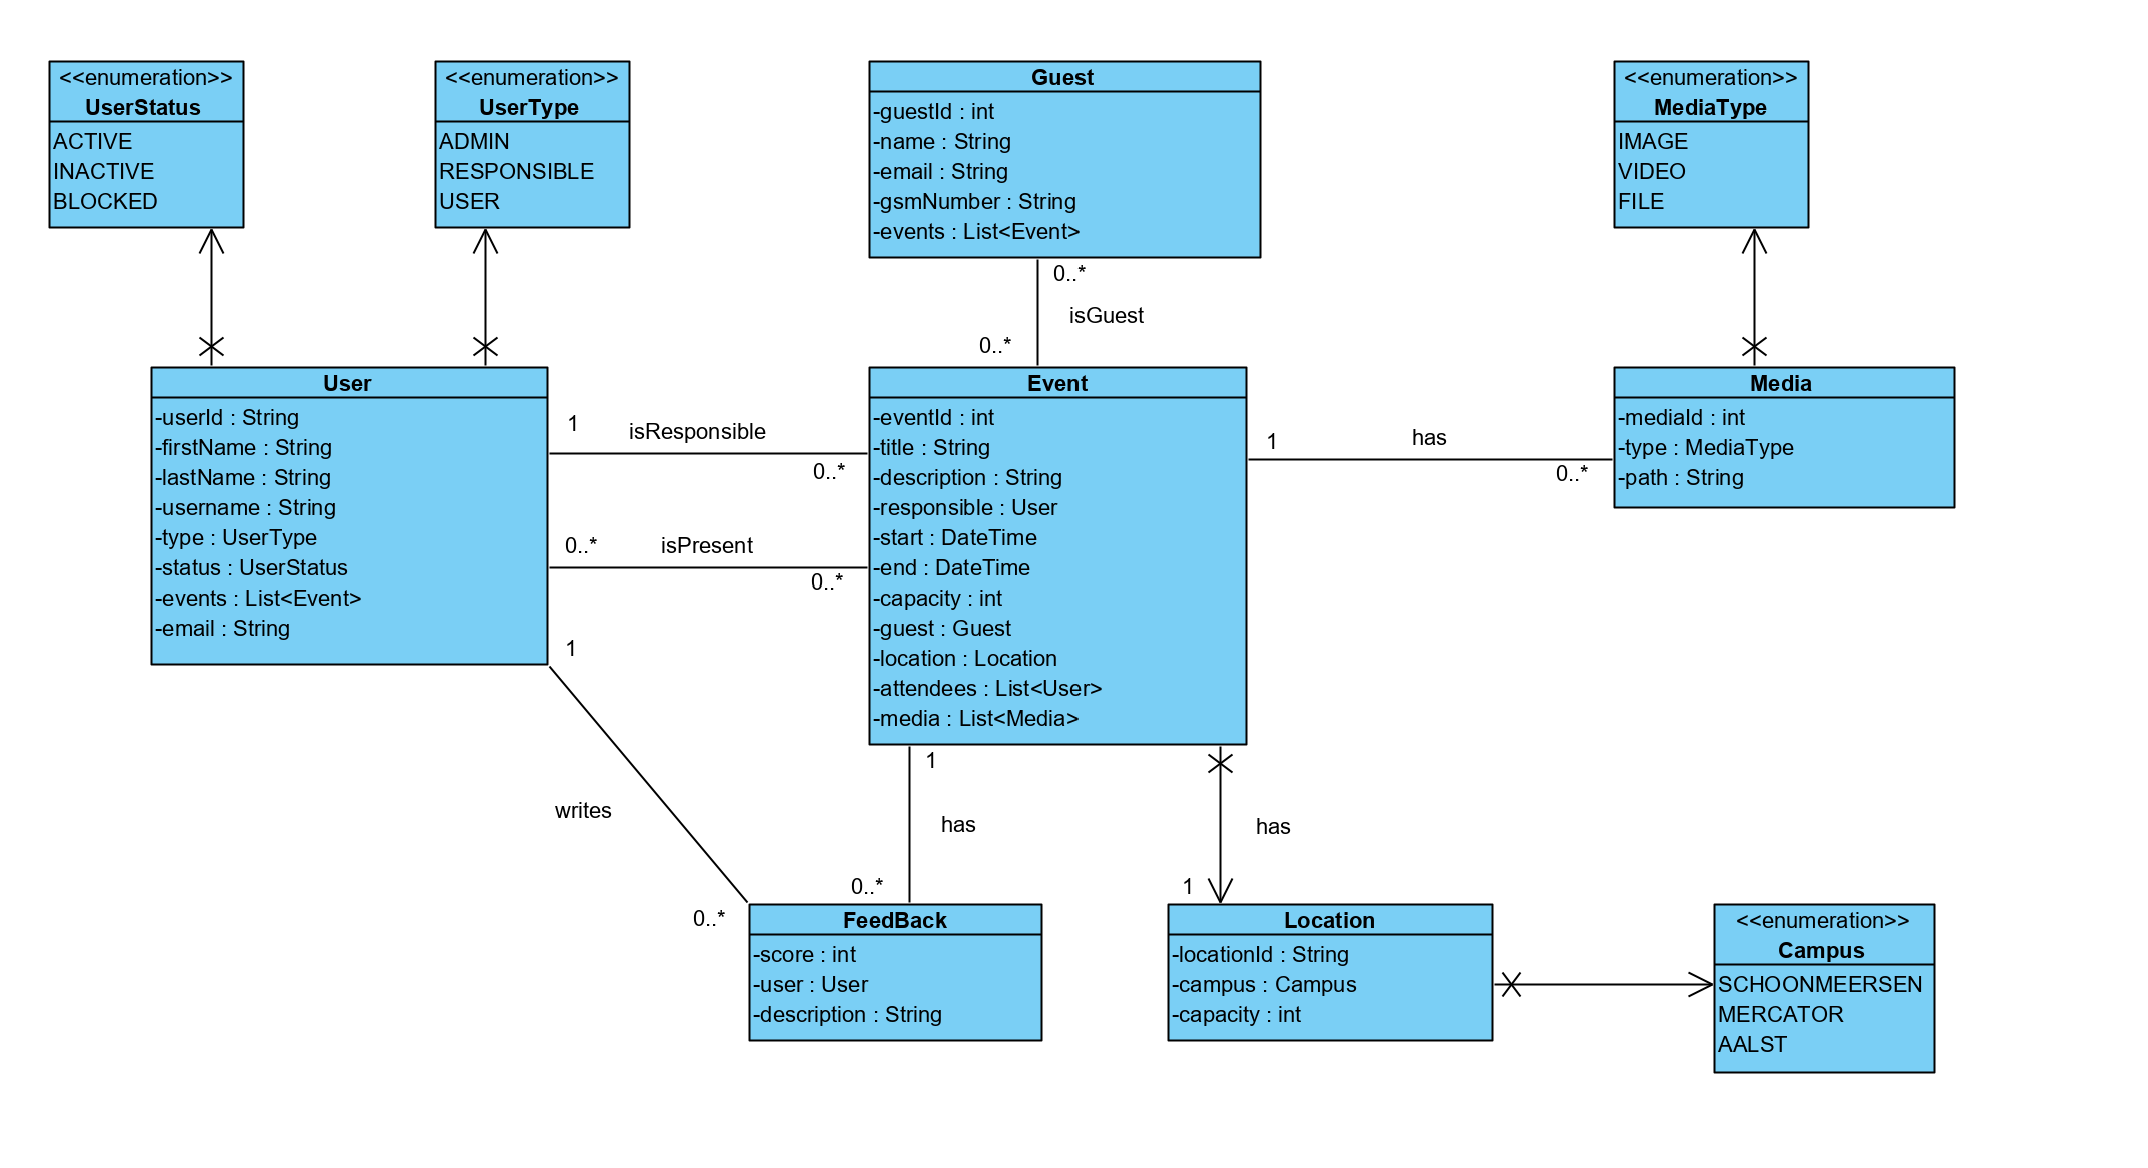 <<enumeration>>
UserStatus
ACTIVE
INACTIVE
BLOCKED
<<enumeration>>
UserType
ADMIN
RESPONSIBLE
USER
Guest
-guestId : int
-name : String
-email : String
-gsmNumber : String
-events : List<Event>
<<enumeration>>
MediaType
IMAGE
VIDEO
FILE
0..*
isGuest
0..*
User
-userId : String
-firstName : String
-lastName : String
-username : String
-type : UserType
-status : UserStatus
-events : List<Event>
-email : String
1
isResponsible
0..*
0..*
isPresent
0..*
Event
-eventId : int
-title : String
-description : String
-responsible : User
-start : DateTime
-end : DateTime
-capacity : int
-guest : Guest
-location : Location
-attendees : List<User>
-media : List<Media>
1
has
0..*
Media
-mediaId : int
-type : MediaType
-path : String
1
writes
0..*
1
has
0..*
has
1
FeedBack
-score : int
-user : User
-description : String
Location
-locationId : String
-campus : Campus
-capacity : int
<<enumeration>>
Campus
SCHOONMEERSEN
MERCATOR
AALST